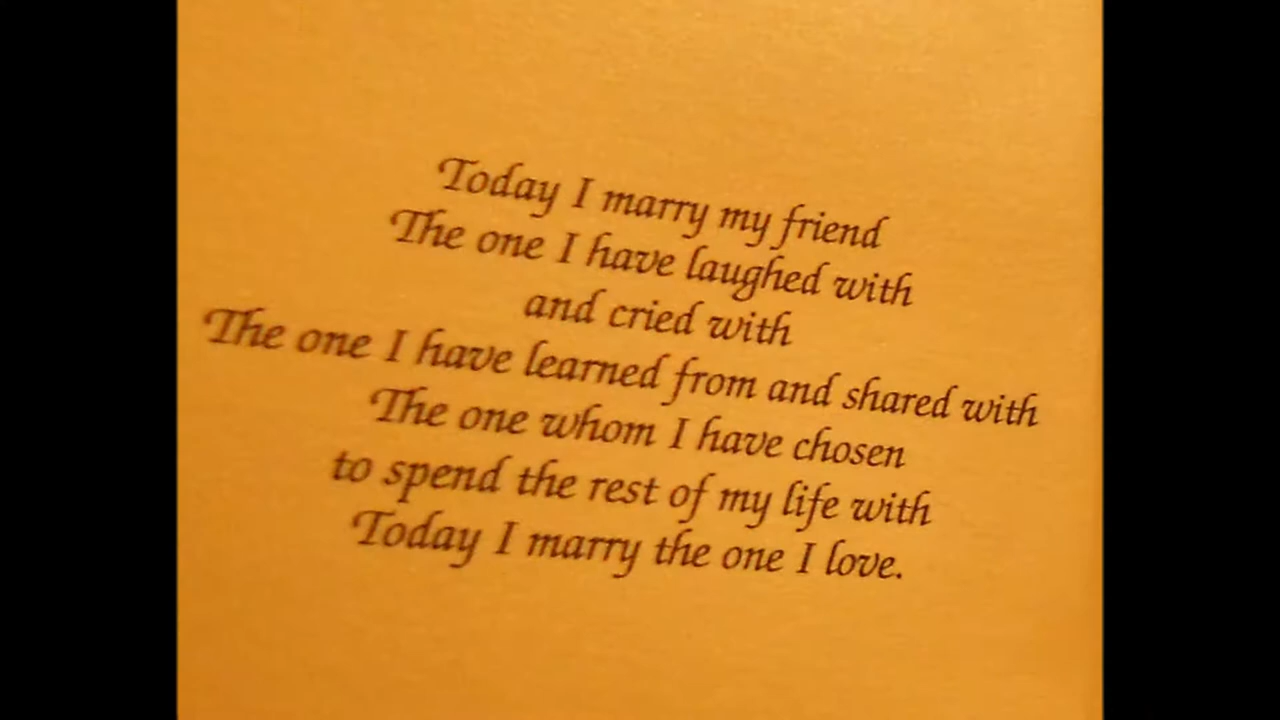 Today I marry my friend
The one I have laughed with
and cried with
The one I have learned from and shared with
The one whom I have chosen
to spend the rest of my life with
Today I marry the one I love.